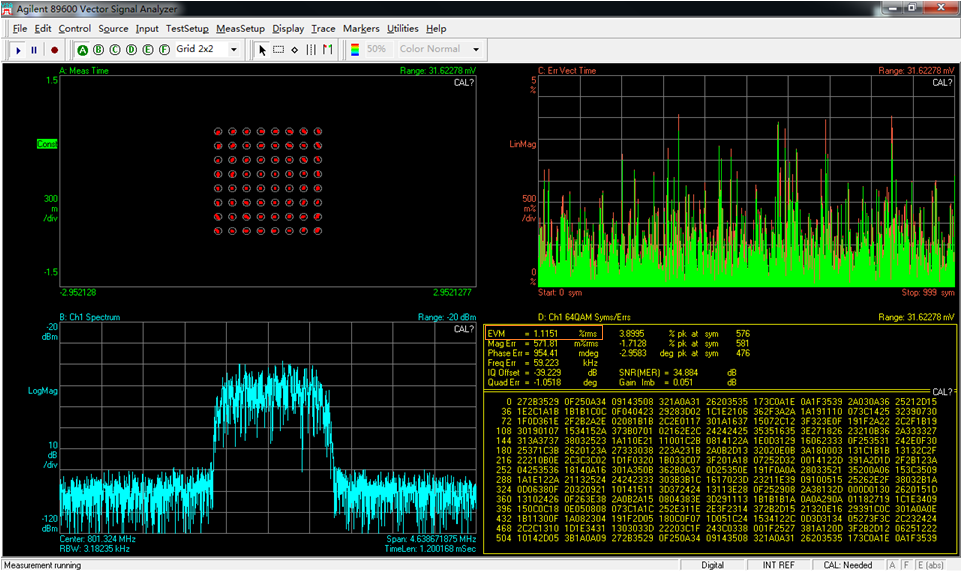 Agilent 89600 Vector Signal Analyzer
File Edit Control Source Input TestSetup MeasSetup Display Trace Markers Utilities Help
A B C D E F Grid 2x2 50% Color Normal
A: Meas Time Range: 31.62278 mV
1.5
CAL?
Const
300
m
/div
-1.5
-2.952128 2.9521277
C: Err Vect Time Range: 31.62278 mV
5
%
CAL?
LinMag
500
m%
/div
0
%
Start: 0 sym Stop: 999 sym
B: Ch1 Spectrum Range: -20 dBm
-20
dBm
CAL?
LogMag
10
dB
/div
-120
dBm
Center: 801.324 MHz Span: 4.638671875 MHz
RBW: 3.18235 kHz TimeLen: 1.200168 mSec
D: Ch1 64QAM Syms/Errs Range: 31.62278 mV
EVM = 1.1151 %rms 3.8995 % pk at sym 576
Mag Err = 571.81 m%rms -1.7128 % pk at sym 581
Phase Err = 954.41 mdeg -2.9583 deg pk at sym 476
Freq Err = 59.223 kHz
IQ Offset = -39.229 dB SNR(MER) = 34.884 dB
Quad Err = -1.0518 deg Gain Imb = 0.051 dB
CAL?
0 272B3529 0F250A34 09143508 321A0A31 26203535 173C0A1E 0A1F3539 2A030A36 25212D15
36 1E2C1A1B 1B1B1C0C 0F040423 29283D02 1C1E2106 362F3A2A 1A191110 073C1425 32390730
72 1F0D361E 2F2B2A2E 02081B18 2C2E0117 301A1637 15072C12 3F323E0F 191F2A22 2C2F1B19
108 30190107 1534152A 373B0701 02162E2C 24242425 35351635 3E271826 23210B36 2A333327
144 313A3737 38032523 1A110E21 11001C2B 0814122A 1E0D3129 16062333 0F253531 242E0F30
180 25371C3B 2620123A 27333038 223A231B 2A0B2D13 32020E0B 3A180003 131C1B1B 13132C2F
216 22210B0E 2C3C3C02 1D1F0320 1B033C07 3F201A18 07252D32 0014122D 391A2D1D 2F2B123A
252 04253536 18140A16 301A350B 362B0A37 0D25350E 191F0A0A 28033521 35200A06 153C3509
288 1A1E122A 21132524 24242333 303B3B1C 1617023D 23211E39 09100515 25262E2F 38032B1A
324 0D06380F 20320921 10141511 3D372424 13113E28 0F252908 2A38132D 000D0130 2620151D
360 13102426 0F263E38 2A0B2A15 0804383E 3D291113 1B1B1B1A 0A0A290A 01182719 1C1E3409
396 150C0C18 0E050808 073C1A1C 252E311E 2E3F2314 372B2D15 21320E16 29391C0C 301A0A0E
432 1B11300F 1A082304 191F2D05 180C0F07 1D051C24 1534122C 0D3D3134 05273F3C 2C233424
468 2C2C1310 1D1E3431 3D37332D 22203C1F 243C0338 001F2527 381A120D 3F2B2D12 06251222
504 10142D05 3B1A0A09 272B3529 0F250A34 09143508 321A0A31 26203535 173C0A1E 0A1F3539
Measurement running Digital INT REF CAL: Needed A F E (abs)